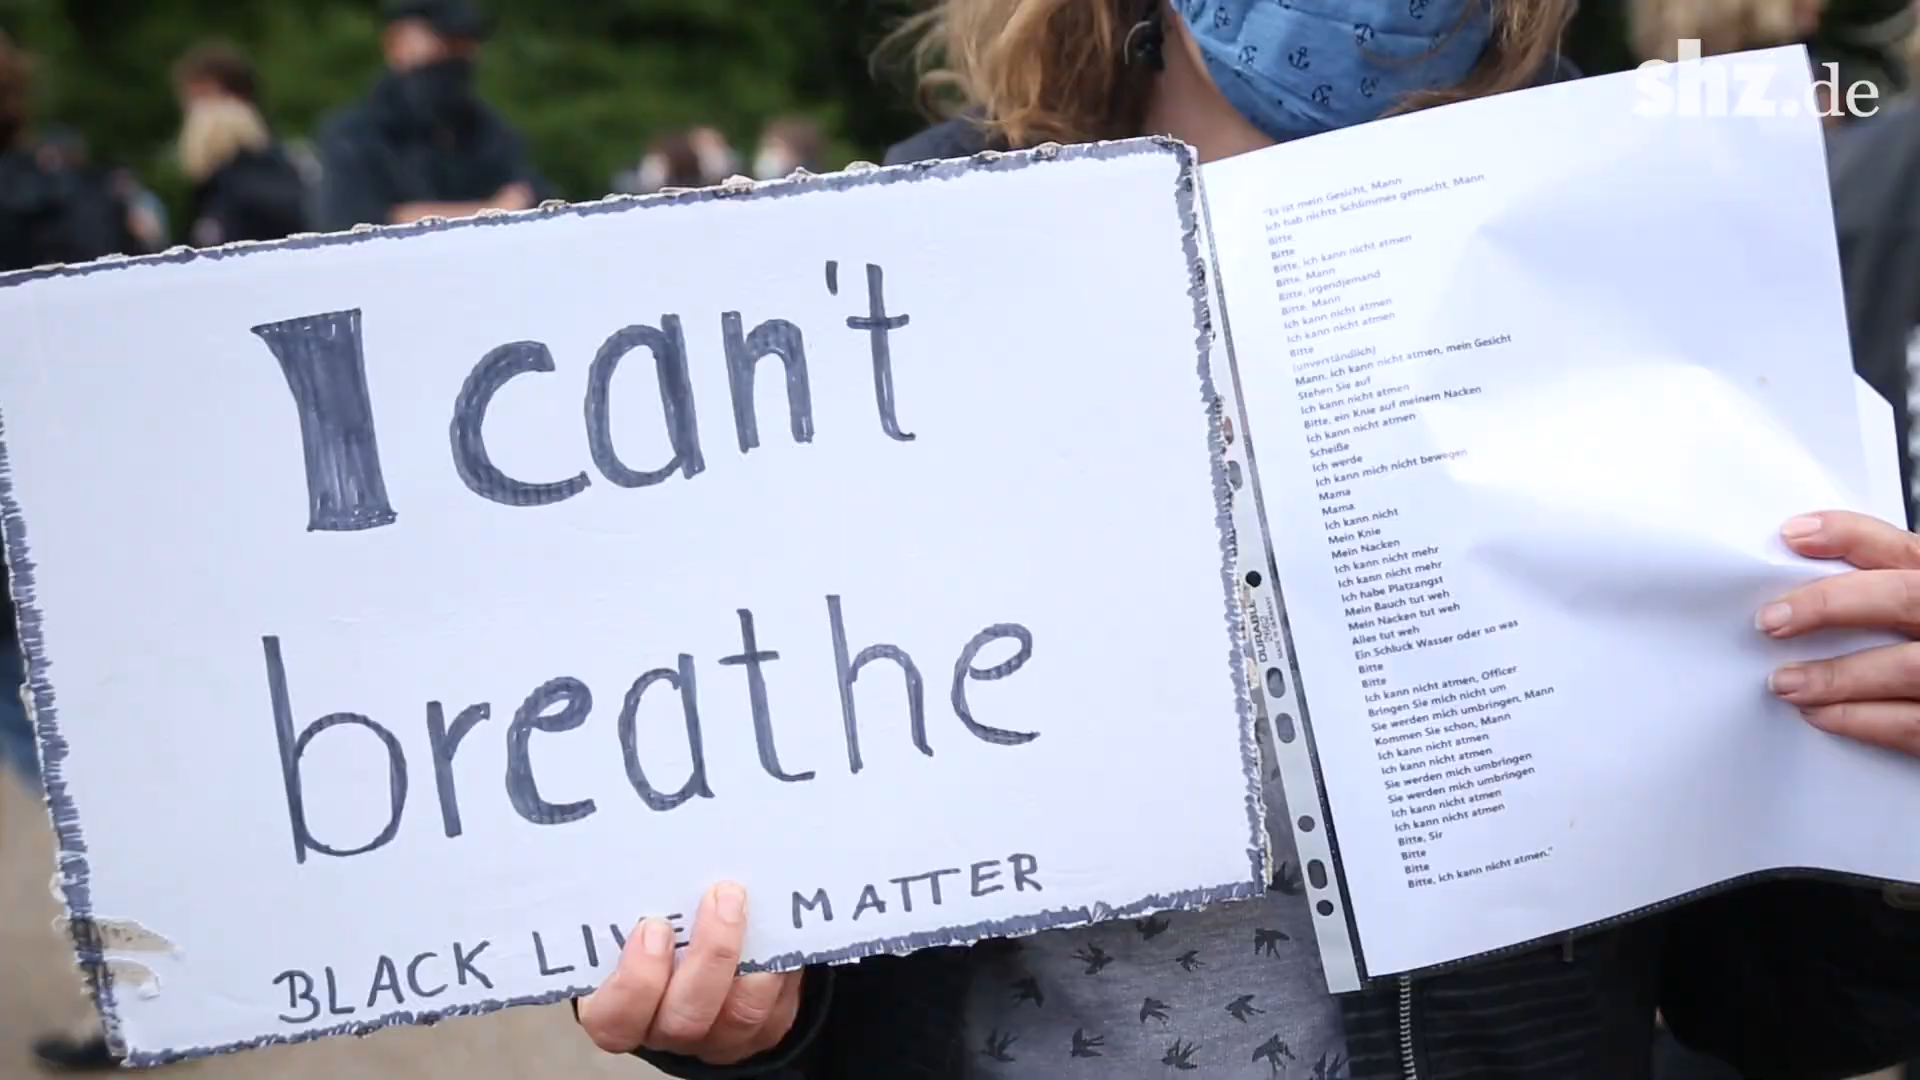 shz.de
I can't
breathe
BLACK LIVE MATTER
"Es ist mein Gesicht, Mann
Ich hab nichts Schlimmes gemacht, Mann
Bitte
Bitte
Bitte, ich kann nicht atmen
Bitte, Mann
Bitte, irgendjemand
Bitte, Mann
Ich kann nicht atmen
Ich kann nicht atmen
Bitte
(unverständlich)
Mann, ich kann nicht atmen, mein Gesicht
Stehen Sie auf
Ich kann nicht atmen
Bitte, ein Knie auf meinem Nacken
Ich kann nicht atmen
Scheiße
Ich werde
Ich kann mich nicht bewegen
Mama
Mama
Ich kann nicht
Mein Knie
Mein Nacken
Ich kann nicht mehr
Ich kann nicht mehr
Ich habe Platzangst
Mein Bauch tut weh
Mein Nacken tut weh
Alles tut weh
Ein Schluck Wasser oder so was
Bitte
Bitte
Ich kann nicht atmen, Officer
Bringen Sie mich nicht um
Sie werden mich umbringen, Mann
Kommen Sie schon, Mann
Ich kann nicht atmen
Ich kann nicht atmen
Sie werden mich umbringen
Sie werden mich umbringen
Ich kann nicht atmen
Ich kann nicht atmen
Bitte, Sir
Bitte
Bitte
Bitte, ich kann nicht atmen."
DURABLE
2662
MADE IN GERMANY